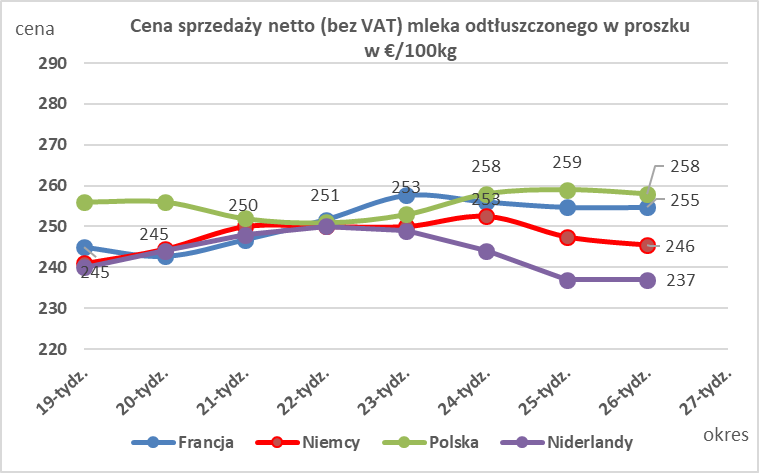 cena
Cena sprzedaży netto (bez VAT) mleka odtłuszczonego w proszku
w €/100kg
290
280
270
260
250
240
230
220
245
245
250
251
253
258
253
259
258
255
246
237
19-tydz.
20-tydz.
21-tydz.
22-tydz.
23-tydz.
24-tydz.
25-tydz.
26-tydz.
27-tydz.
okres
Francja
Niemcy
Polska
Niderlandy